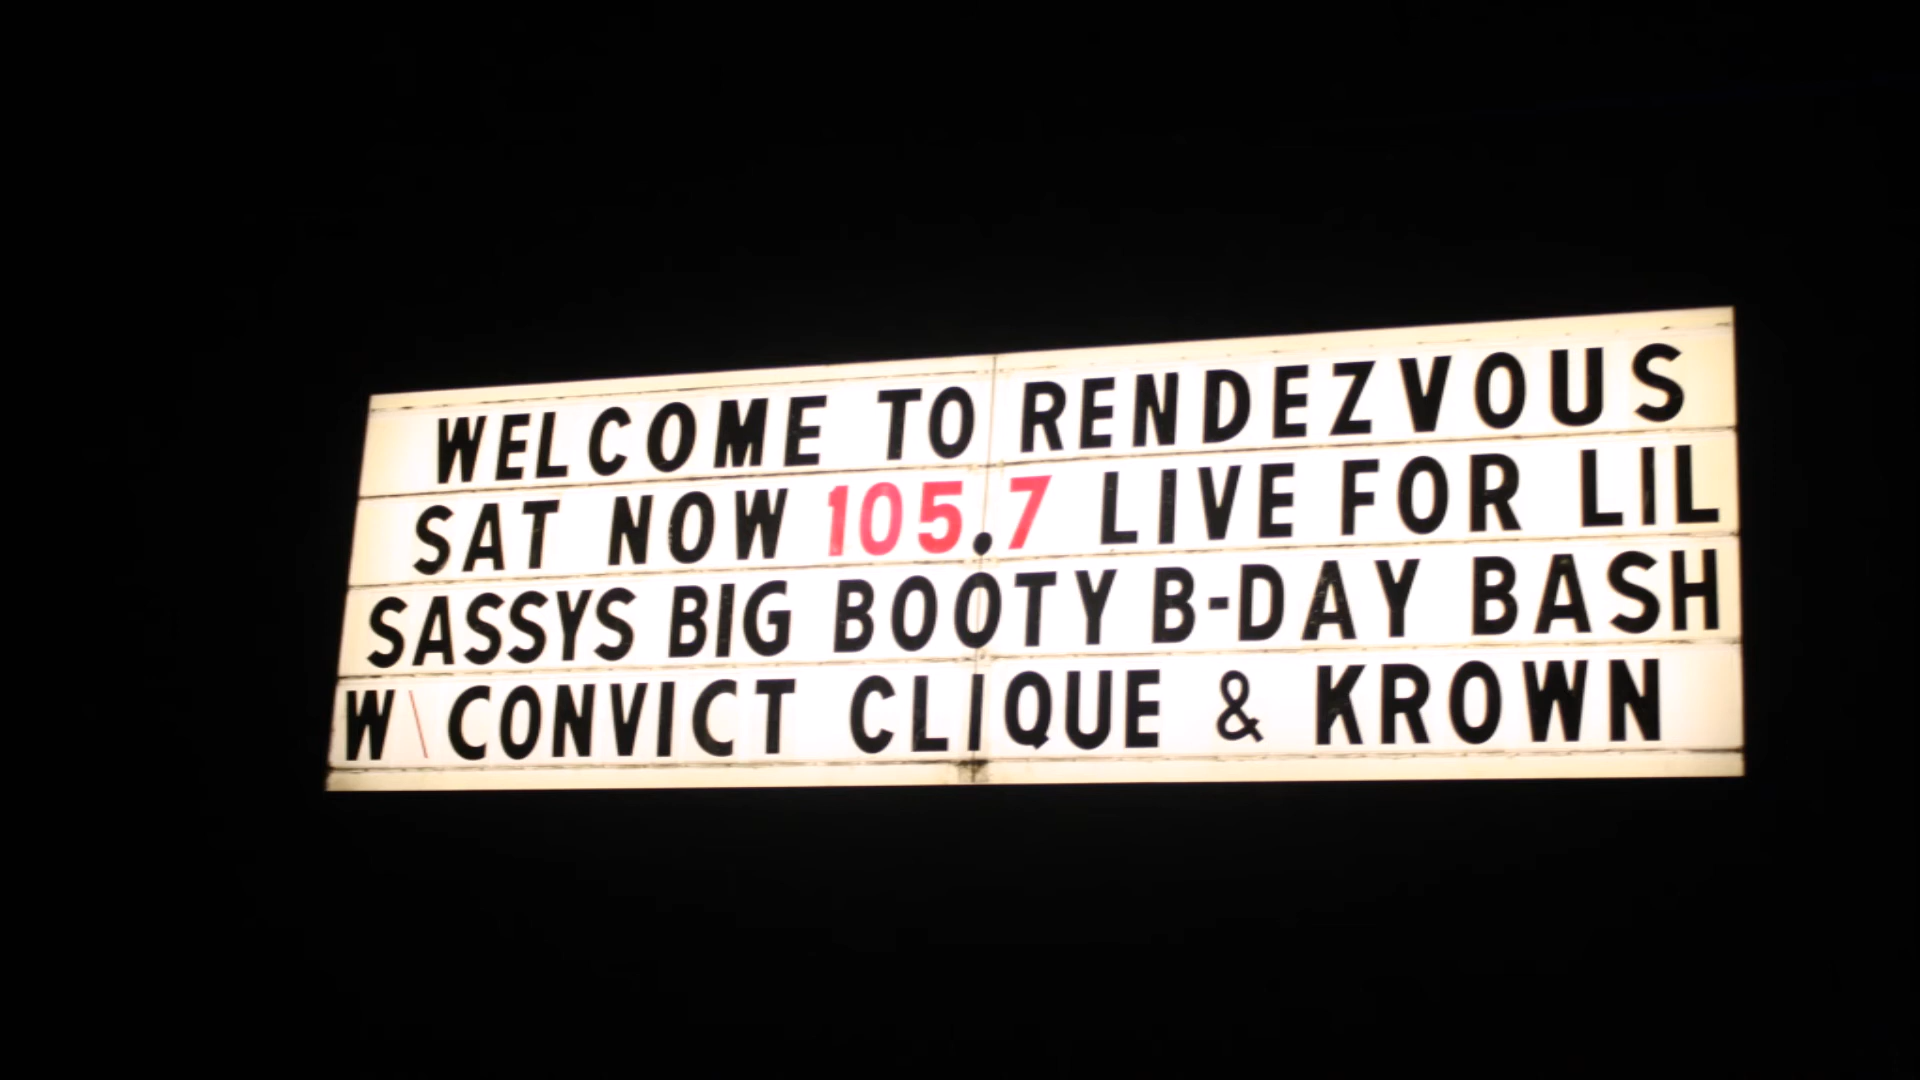 WELCOME TO RENDEZVOUS
SAT NOW 105.7 LIVE FOR LIL
SASSYS BIG BOOTY B-DAY BASH
W\ CONVICT CLIQUE & KROWN